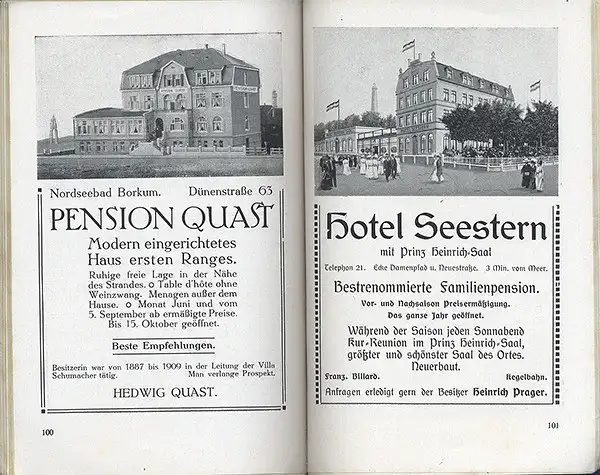 Nordseebad Borkum. Dünenstraße 63
PENSION QUAST
Modern eingerichtetes
Haus ersten Ranges.
Ruhige freie Lage in der Nähe
des Strandes. o Table d'hôte ohne
Weinzwang. Menagen außer dem
Hause. o Monat Juni und vom
5. September ab ermäßigte Preise.
Bis 15. Oktober geöffnet.
Beste Empfehlungen.
Besitzerin war von 1887 bis 1909 in der Leitung der Villa
Schumacher tätig. Man verlange Prospekt.
HEDWIG QUAST.
100
Hotel Seestern
mit Prinz Heinrich-Saal
Telephon 21. Ecke Damenpfad u. Neuestraße. 3 Min. vom Meer.
Bestrenommierte Familienpension.
Vor- und Nachsaison Preisermäßigung.
Das ganze Jahr geöffnet.
Während der Saison jeden Sonnabend
Kur-Reunion im Prinz Heinrich-Saal,
größter und schönster Saal des Ortes.
Neuerbaut.
Franz. Billard. Kegelbahn.
Anfragen erledigt gern der Besitzer Heinrich Prager.
101